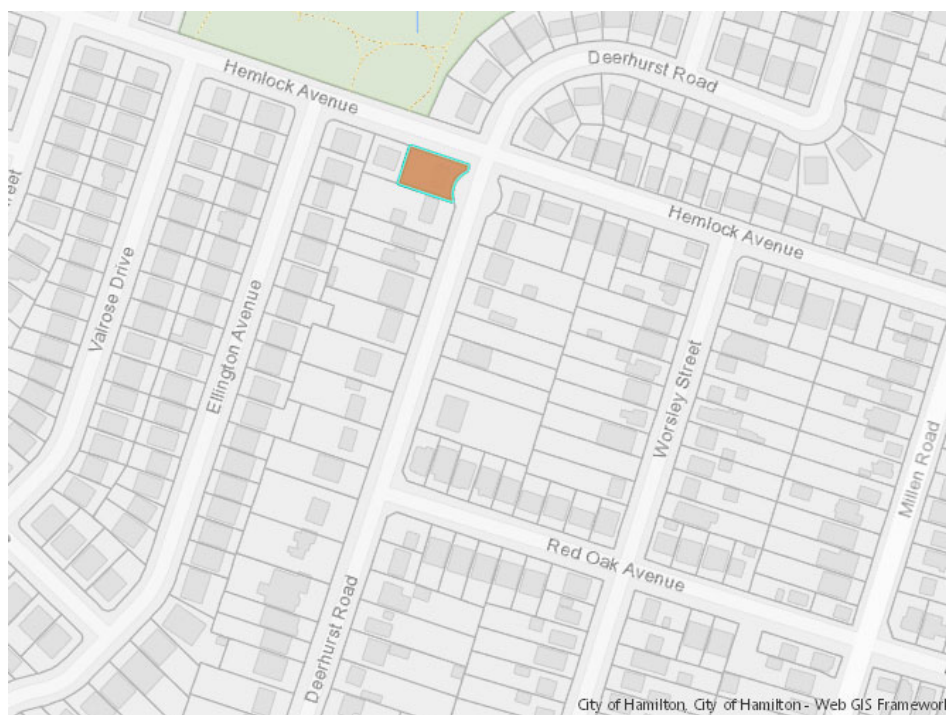 Hemlock Avenue
Deerhurst Road
Hemlock Avenue
Valrose Drive
Ellington Avenue
Worsley Street
Millen Road
Red Oak Avenue
Deerhurst Road
City of Hamilton, City of Hamilton - Web GIS Framework